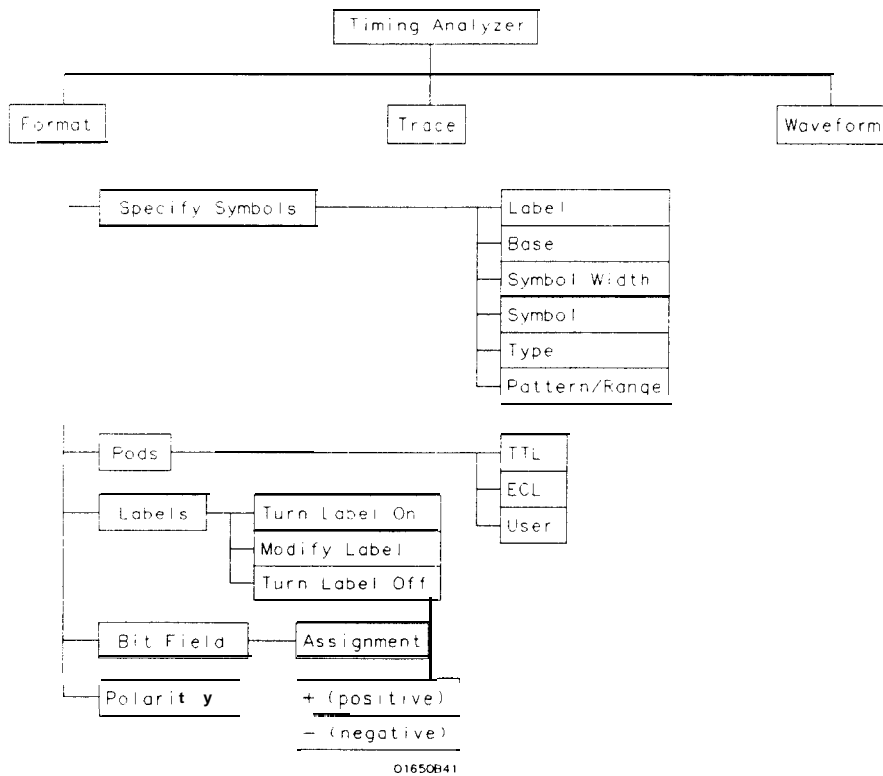 Timing Analyzer
Format
Trace
Waveform
Specify Symbols
Label
Base
Symbol Width
Symbol
Type
Pattern/Range
Pods
TTL
ECL
User
Labels
Turn Label On
Modify Label
Turn Label Off
Bit Field
Assignment
Polarity
+ (positive)
- (negative)
01650B41